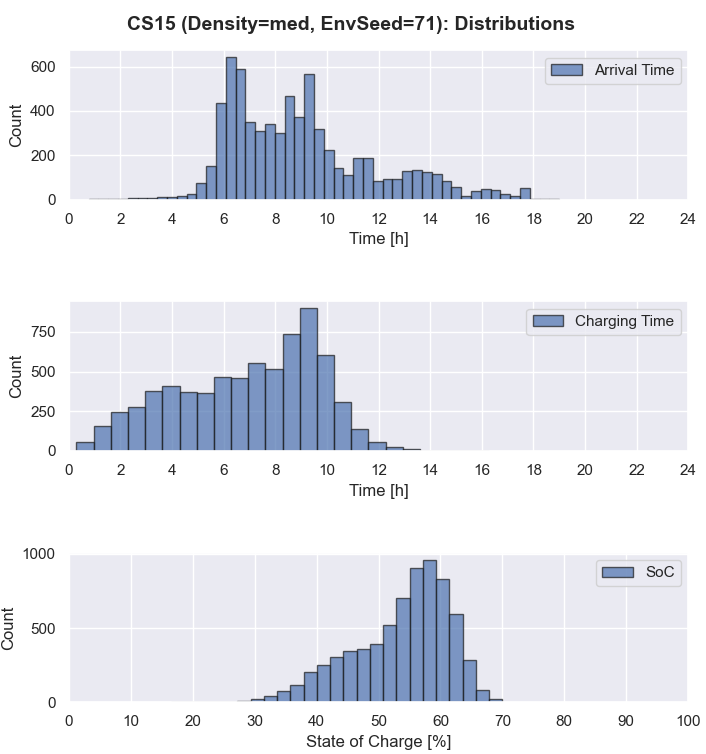 CS15 (Density=med, EnvSeed=71): Distributions
600
400
200
0
Count
Arrival Time
0 2 4 6 8 10 12 14 16 18 20 22 24
Time [h]
750
500
250
0
Count
Charging Time
0 2 4 6 8 10 12 14 16 18 20 22 24
Time [h]
1000
500
0
Count
SoC
0 10 20 30 40 50 60 70 80 90 100
State of Charge [%]